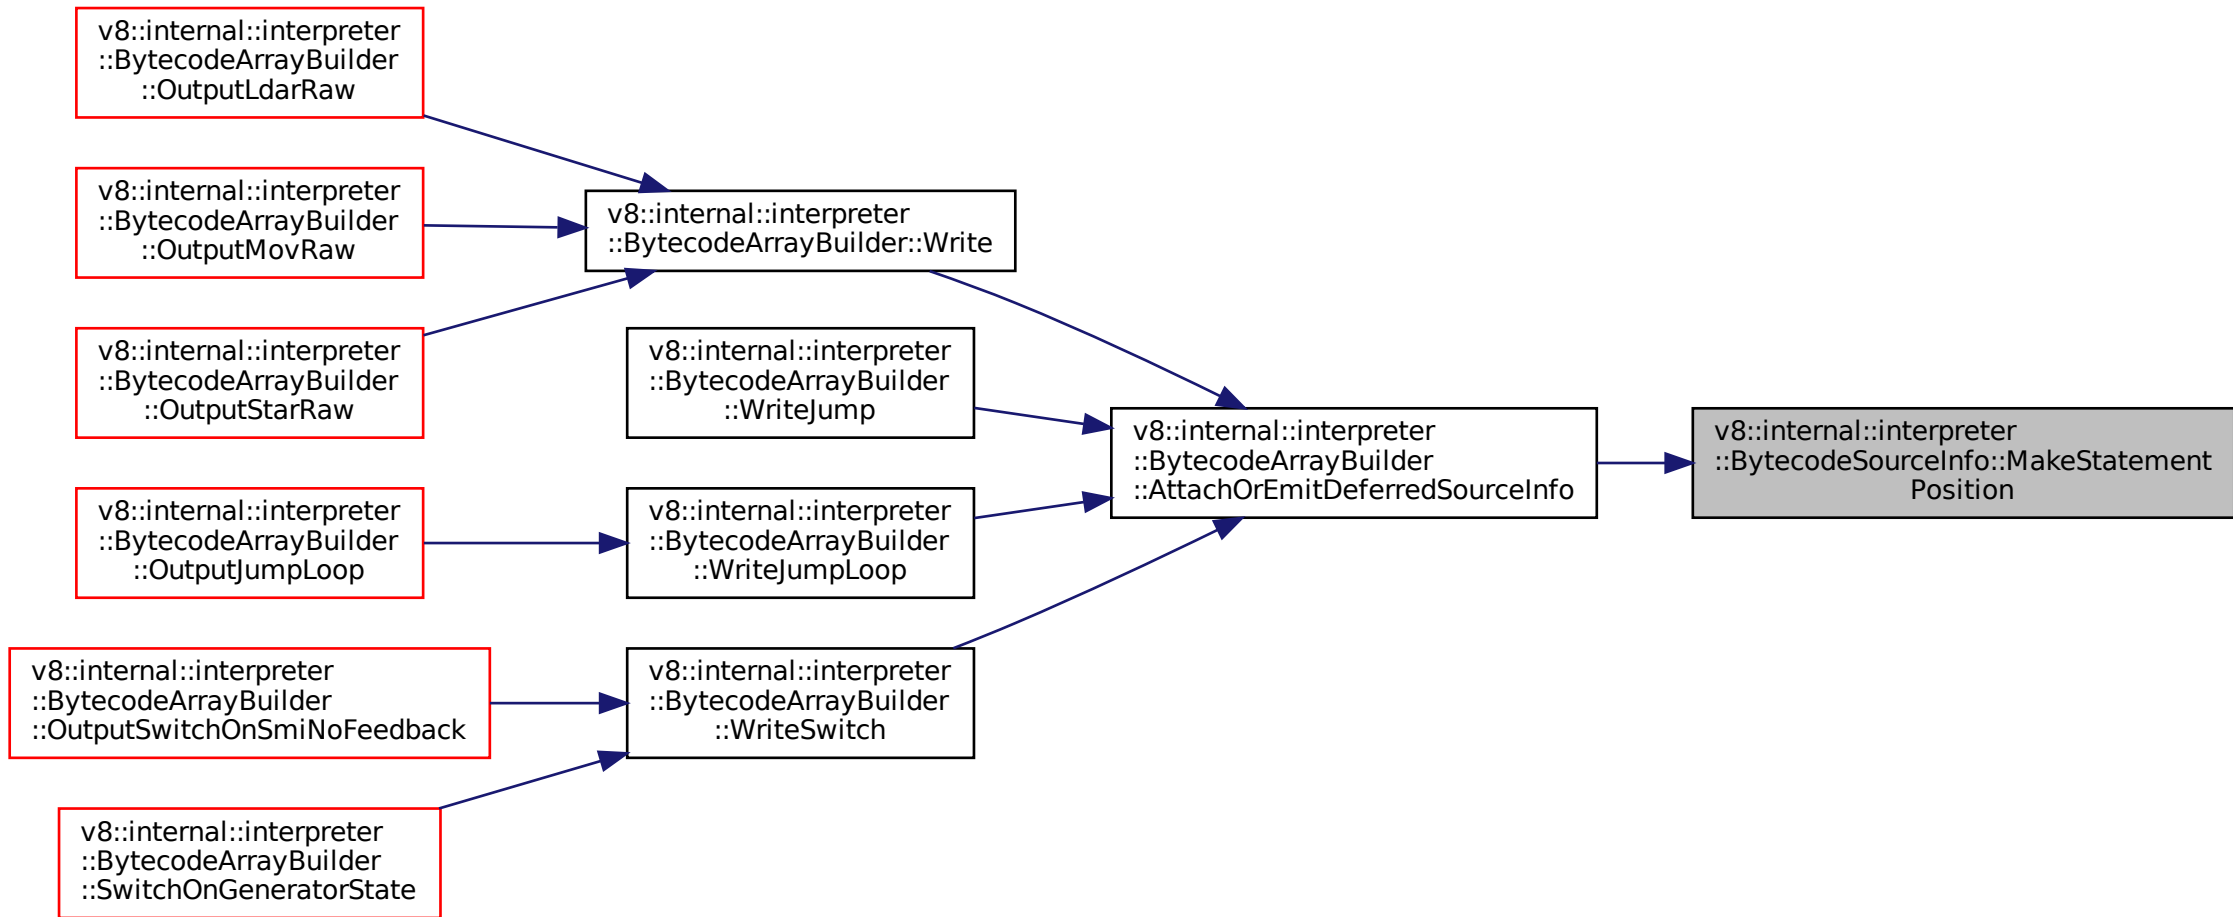 v8::internal::interpreter
::BytecodeArrayBuilder
::OutputLdarRaw
v8::internal::interpreter
::BytecodeArrayBuilder
::OutputMovRaw
v8::internal::interpreter
::BytecodeArrayBuilder
::OutputStarRaw
v8::internal::interpreter
::BytecodeArrayBuilder
::OutputJumpLoop
v8::internal::interpreter
::BytecodeArrayBuilder
::OutputSwitchOnSmiNoFeedback
v8::internal::interpreter
::BytecodeArrayBuilder
::SwitchOnGeneratorState
v8::internal::interpreter
::BytecodeArrayBuilder::Write
v8::internal::interpreter
::BytecodeArrayBuilder
::WriteJump
v8::internal::interpreter
::BytecodeArrayBuilder
::WriteJumpLoop
v8::internal::interpreter
::BytecodeArrayBuilder
::WriteSwitch
v8::internal::interpreter
::BytecodeArrayBuilder
::AttachOrEmitDeferredSourceInfo
v8::internal::interpreter
::BytecodeSourceInfo::MakeStatement
Position